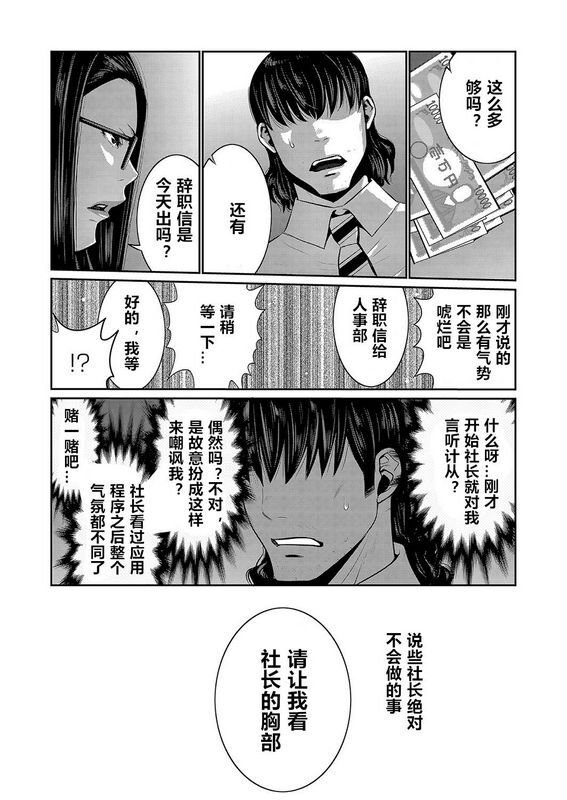 这么多
够吗？
10000
壹万円
10000
还有
辞职信是
今天出吗？
刚才说的
那么有气势
不会是
唬烂吧
辞职信给
人事部
请稍
等一下…
好的，我等
!?
什么呀…刚才
开始社长就对我
言听计从？
偶然吗？不对，
是故意扮成这样
来嘲讽我？
社长看过应用
程序之后整个
气氛都不同了
赌一赌吧…
说些社长绝对
不会做的事
请让我看
社长的胸部